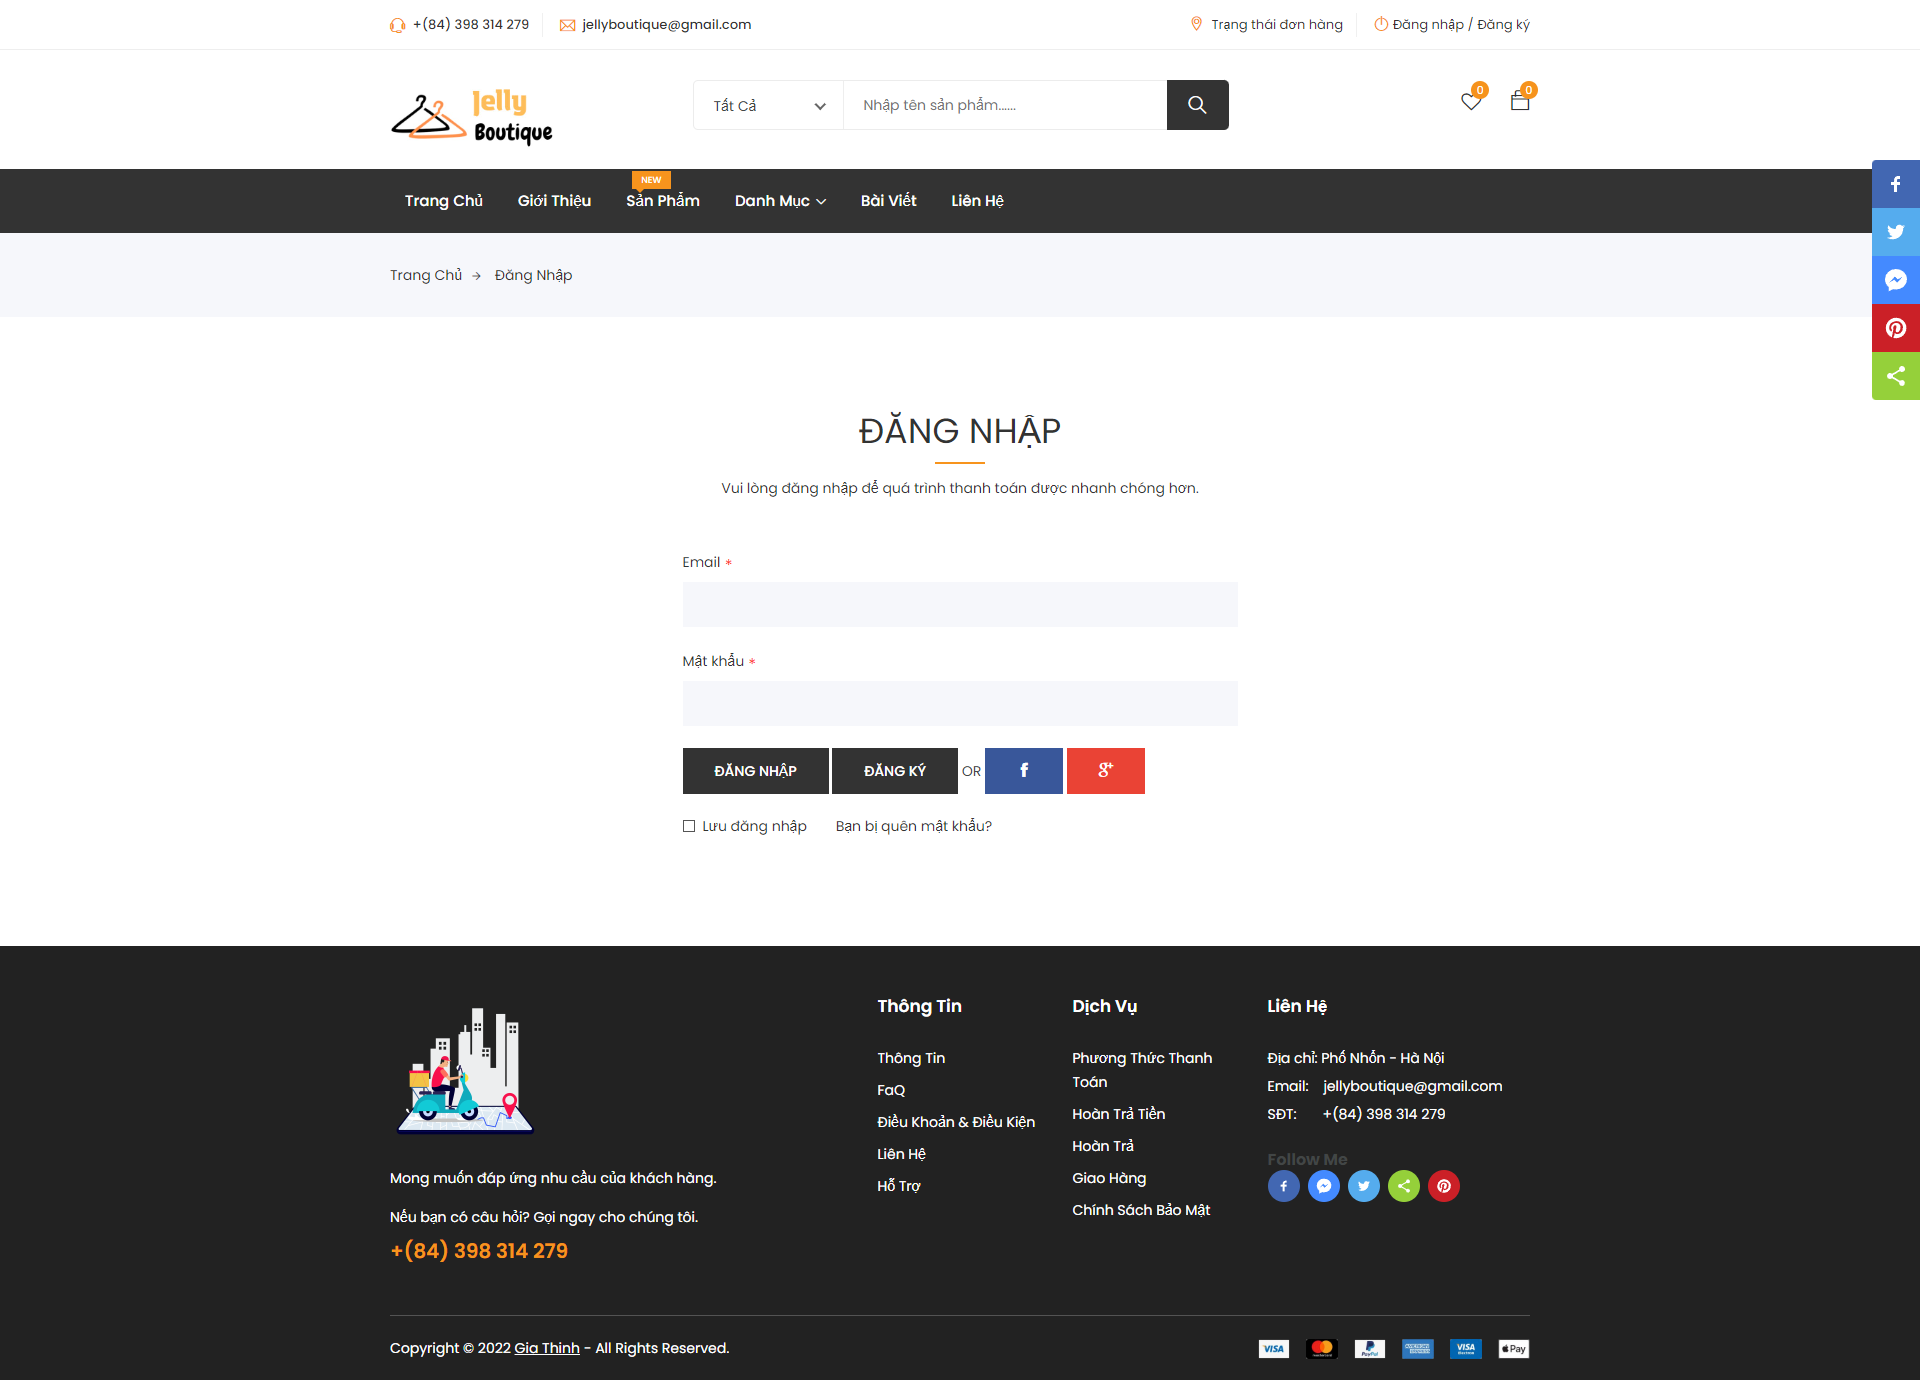 +(84) 398 314 279
jellyboutique@gmail.com
Trạng thái đơn hàng
Đăng nhập / Đăng ký
Jelly
Boutique
Tất Cả
Nhập tên sản phẩm......
0
0
NEW
Trang Chủ
Giới Thiệu
Sản Phẩm
Danh Mục
Bài Viết
Liên Hệ
Trang Chủ → Đăng Nhập
ĐĂNG NHẬP
Vui lòng đăng nhập để quá trình thanh toán được nhanh chóng hơn.
Email *
Mật khẩu *
ĐĂNG NHẬP
ĐĂNG KÝ
OR
f
g+
Lưu đăng nhập
Bạn bị quên mật khẩu?
Mong muốn đáp ứng nhu cầu của khách hàng.
Nếu bạn có câu hỏi? Gọi ngay cho chúng tôi.
+(84) 398 314 279
Thông Tin
Thông Tin
FaQ
Điều Khoản & Điều Kiện
Liên Hệ
Hỗ Trợ
Dịch Vụ
Phương Thức Thanh
Toán
Hoàn Trả Tiền
Hoàn Trả
Giao Hàng
Chính Sách Bảo Mật
Liên Hệ
Địa chỉ: Phố Nhổn - Hà Nội
Email: jellyboutique@gmail.com
SĐT: +(84) 398 314 279
Follow Me
Copyright © 2022 Gia Thinh - All Rights Reserved.
VISA
PayPal
VISA
Pay